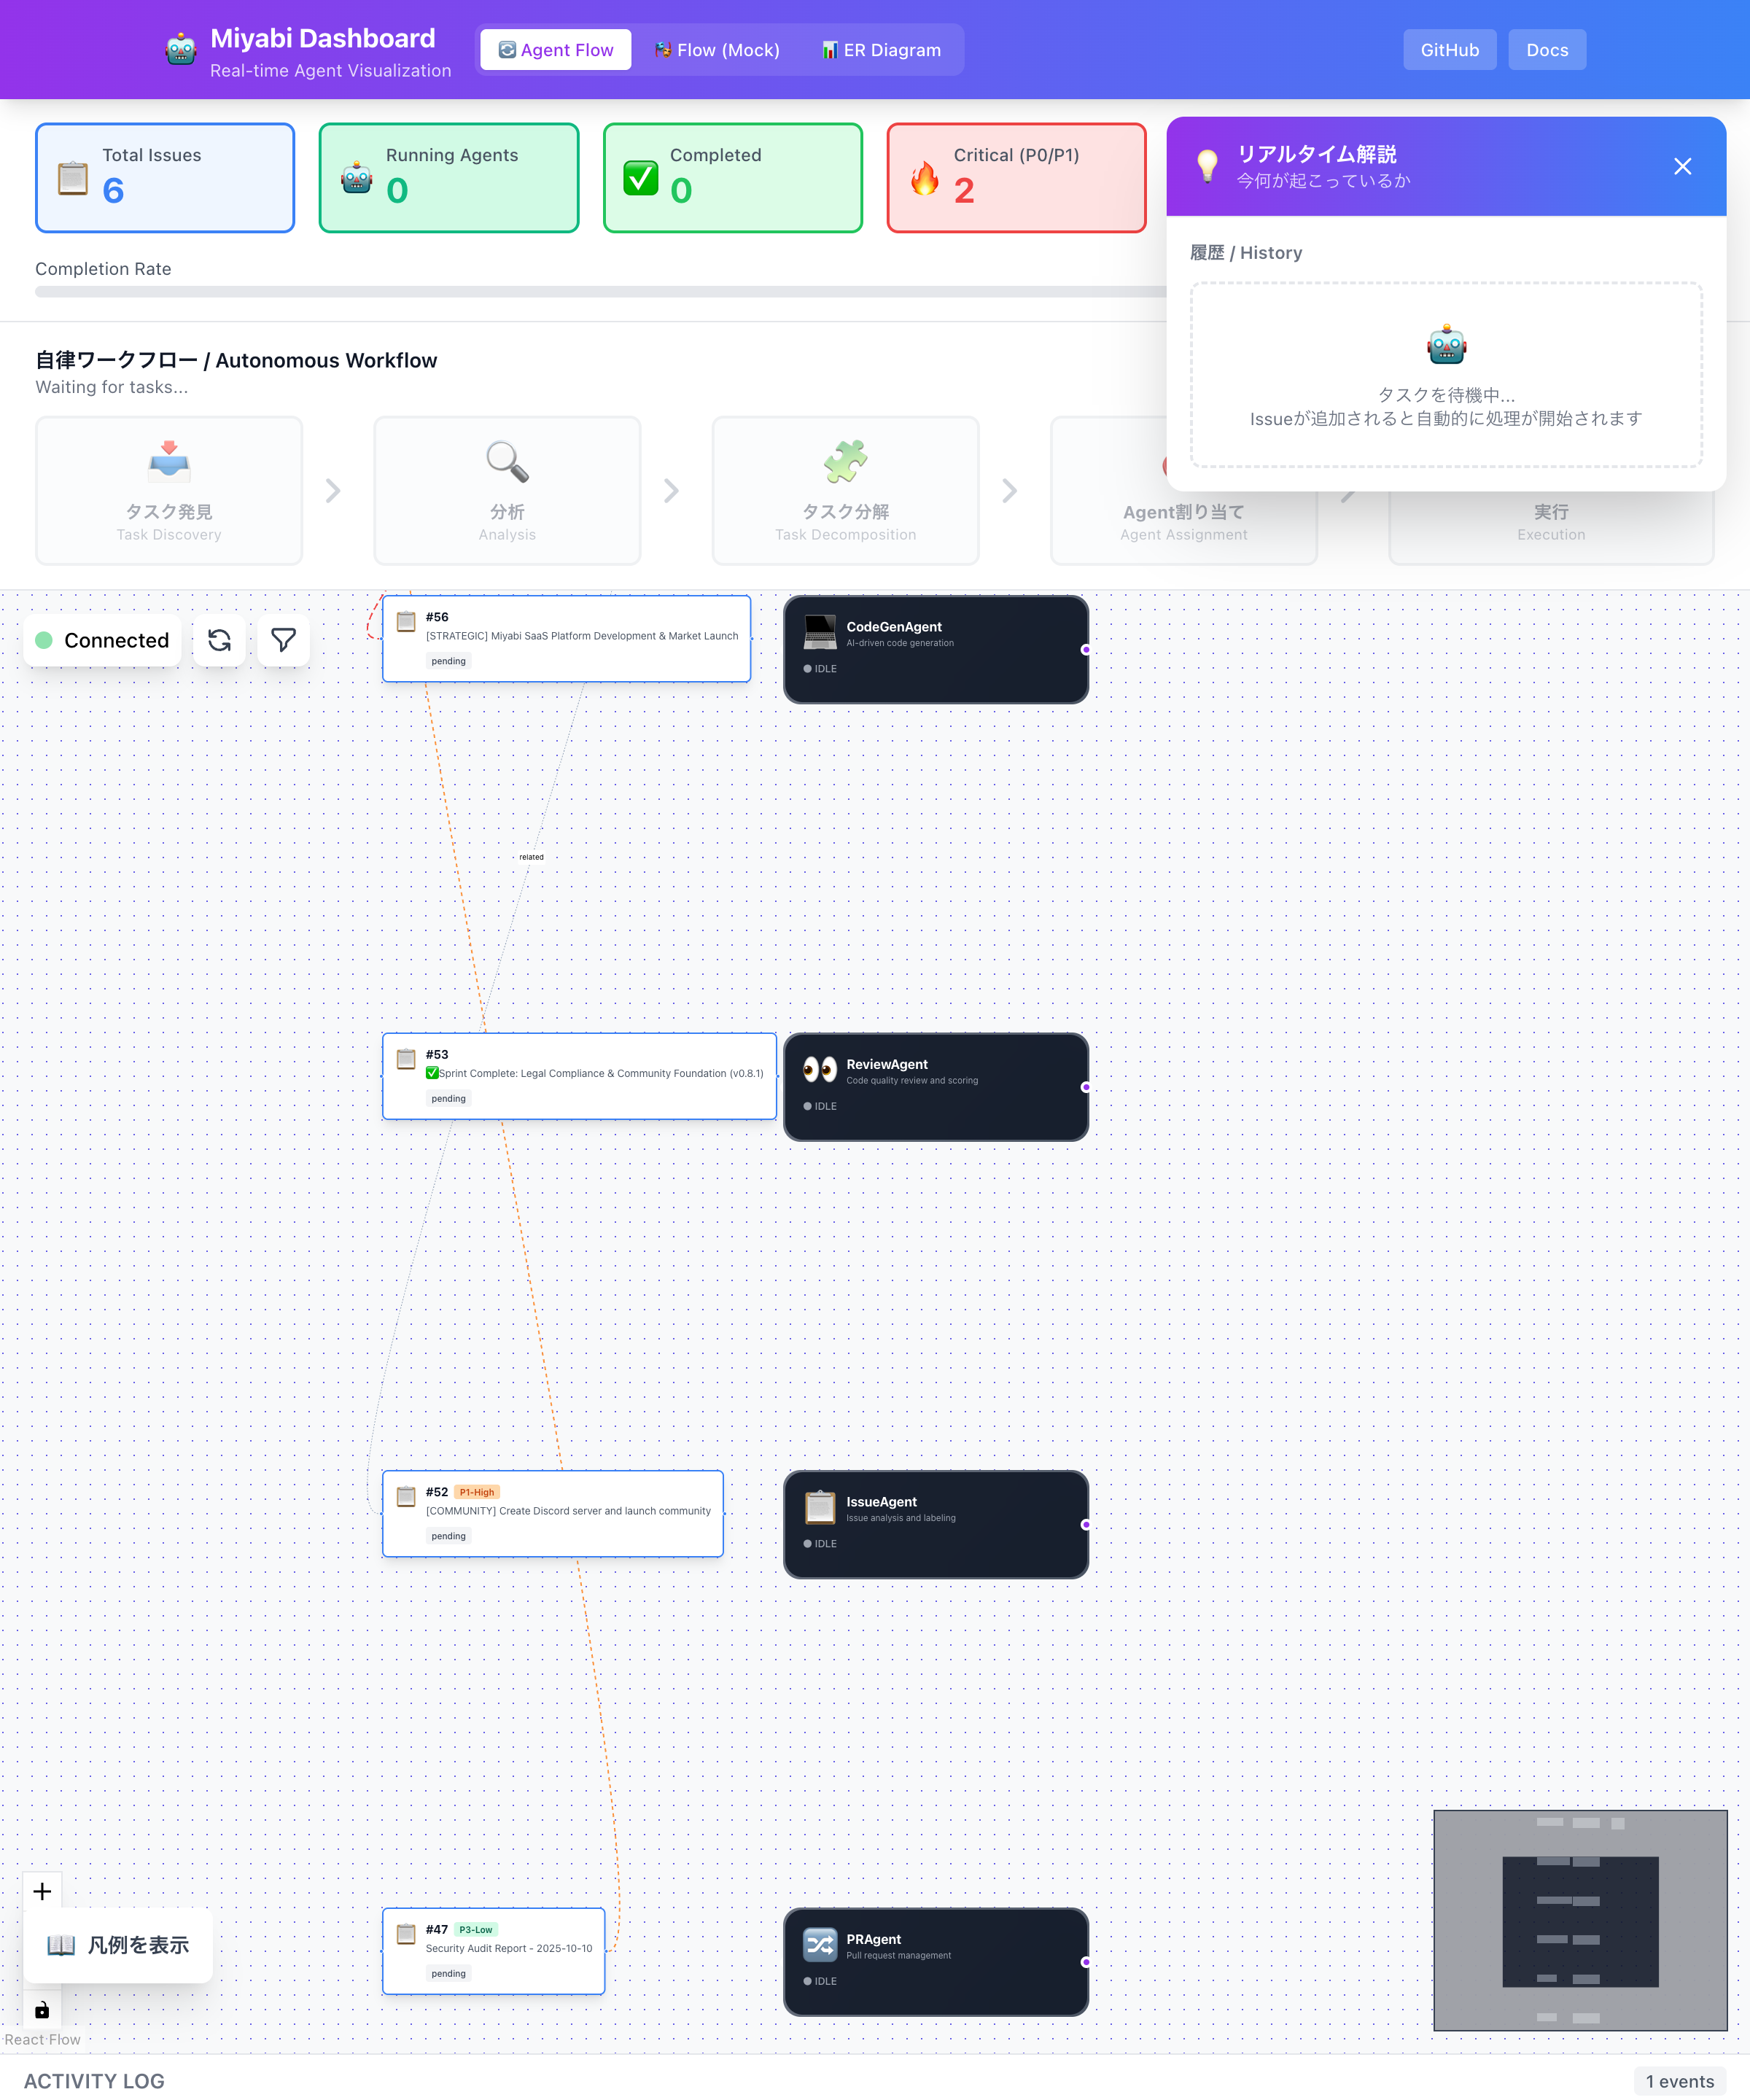 Miyabi Dashboard
Real-time Agent Visualization
Agent Flow
Flow (Mock)
ER Diagram
GitHub
Docs
Total Issues
6
Running Agents
0
Completed
0
Critical (P0/P1)
2
Completion Rate
リアルタイム解説
今何が起こっているか
履歴 / History
タスクを待機中...
Issueが追加されると自動的に処理が開始されます
自律ワークフロー / Autonomous Workflow
Waiting for tasks...
タスク発見
Task Discovery
分析
Analysis
タスク分解
Task Decomposition
Agent割り当て
Agent Assignment
実行
Execution
Connected
#56
[STRATEGIC] Miyabi SaaS Platform Development & Market Launch
pending
CodeGenAgent
AI-driven code generation
IDLE
related
#53
✅Sprint Complete: Legal Compliance & Community Foundation (v0.8.1)
pending
ReviewAgent
Code quality review and scoring
IDLE
#52 P1-High
[COMMUNITY] Create Discord server and launch community
pending
IssueAgent
Issue analysis and labeling
IDLE
#47 P3-Low
Security Audit Report - 2025-10-10
pending
PRAgent
Pull request management
IDLE
凡例を表示
React Flow
ACTIVITY LOG
1 events